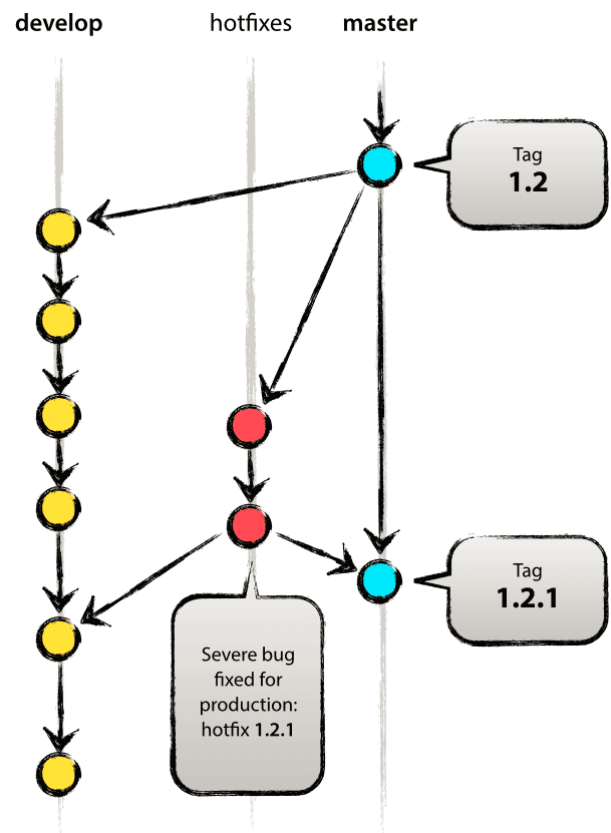 develop
hotfixes
master
Tag
1.2
Tag
1.2.1
Severe bug
fixed for
production:
hotfix 1.2.1